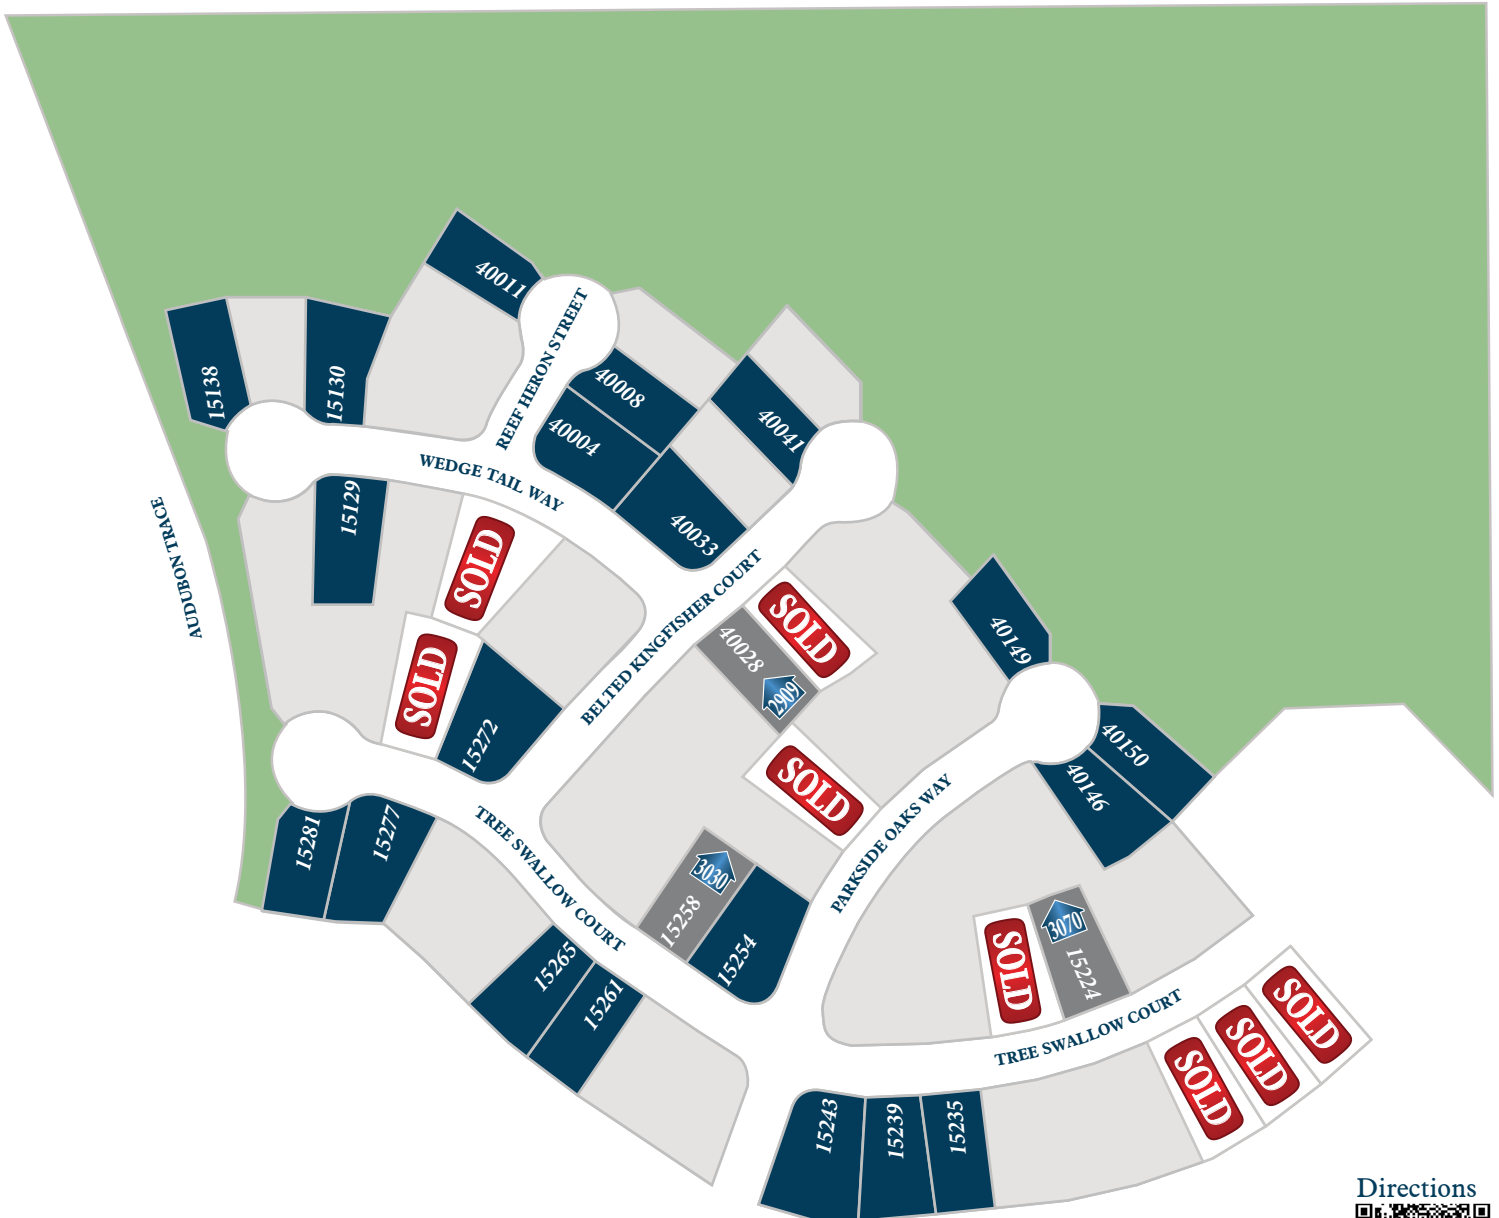 40011
REEF HERON STREET
15138
15130
40008
40004
40041
WEDGE TAIL WAY
15129
40033
AUDUBON TRACE
SOLD
BELTED KINGFISHER COURT
SOLD
40028
2909
40149
SOLD
15272
40150
40146
SOLD
15281
15277
TREE SWALLOW COURT
PARKSIDE OAKS WAY
3030
15258
15254
15265
15261
SOLD
3070
15224
TREE SWALLOW COURT
SOLD
SOLD
SOLD
15243
15239
15235
Directions